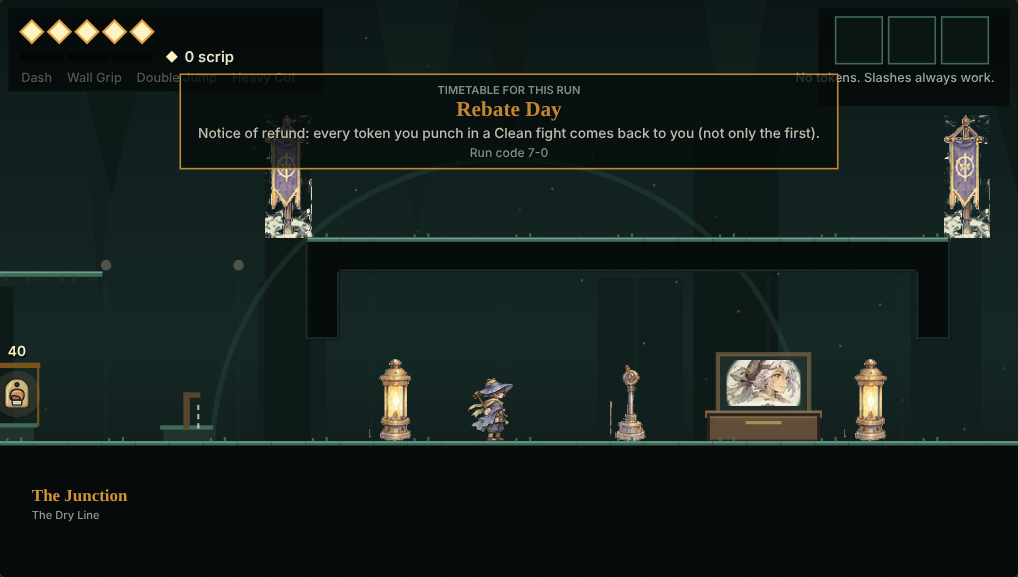 0 scrip
Dash Wall Grip Double Jump Heavy Cut
No tokens. Slashes always work.
TIMETABLE FOR THIS RUN
Rebate Day
Notice of refund: every token you punch in a Clean fight comes back to you (not only the first).
Run code 7-0
40
The Junction
The Dry Line